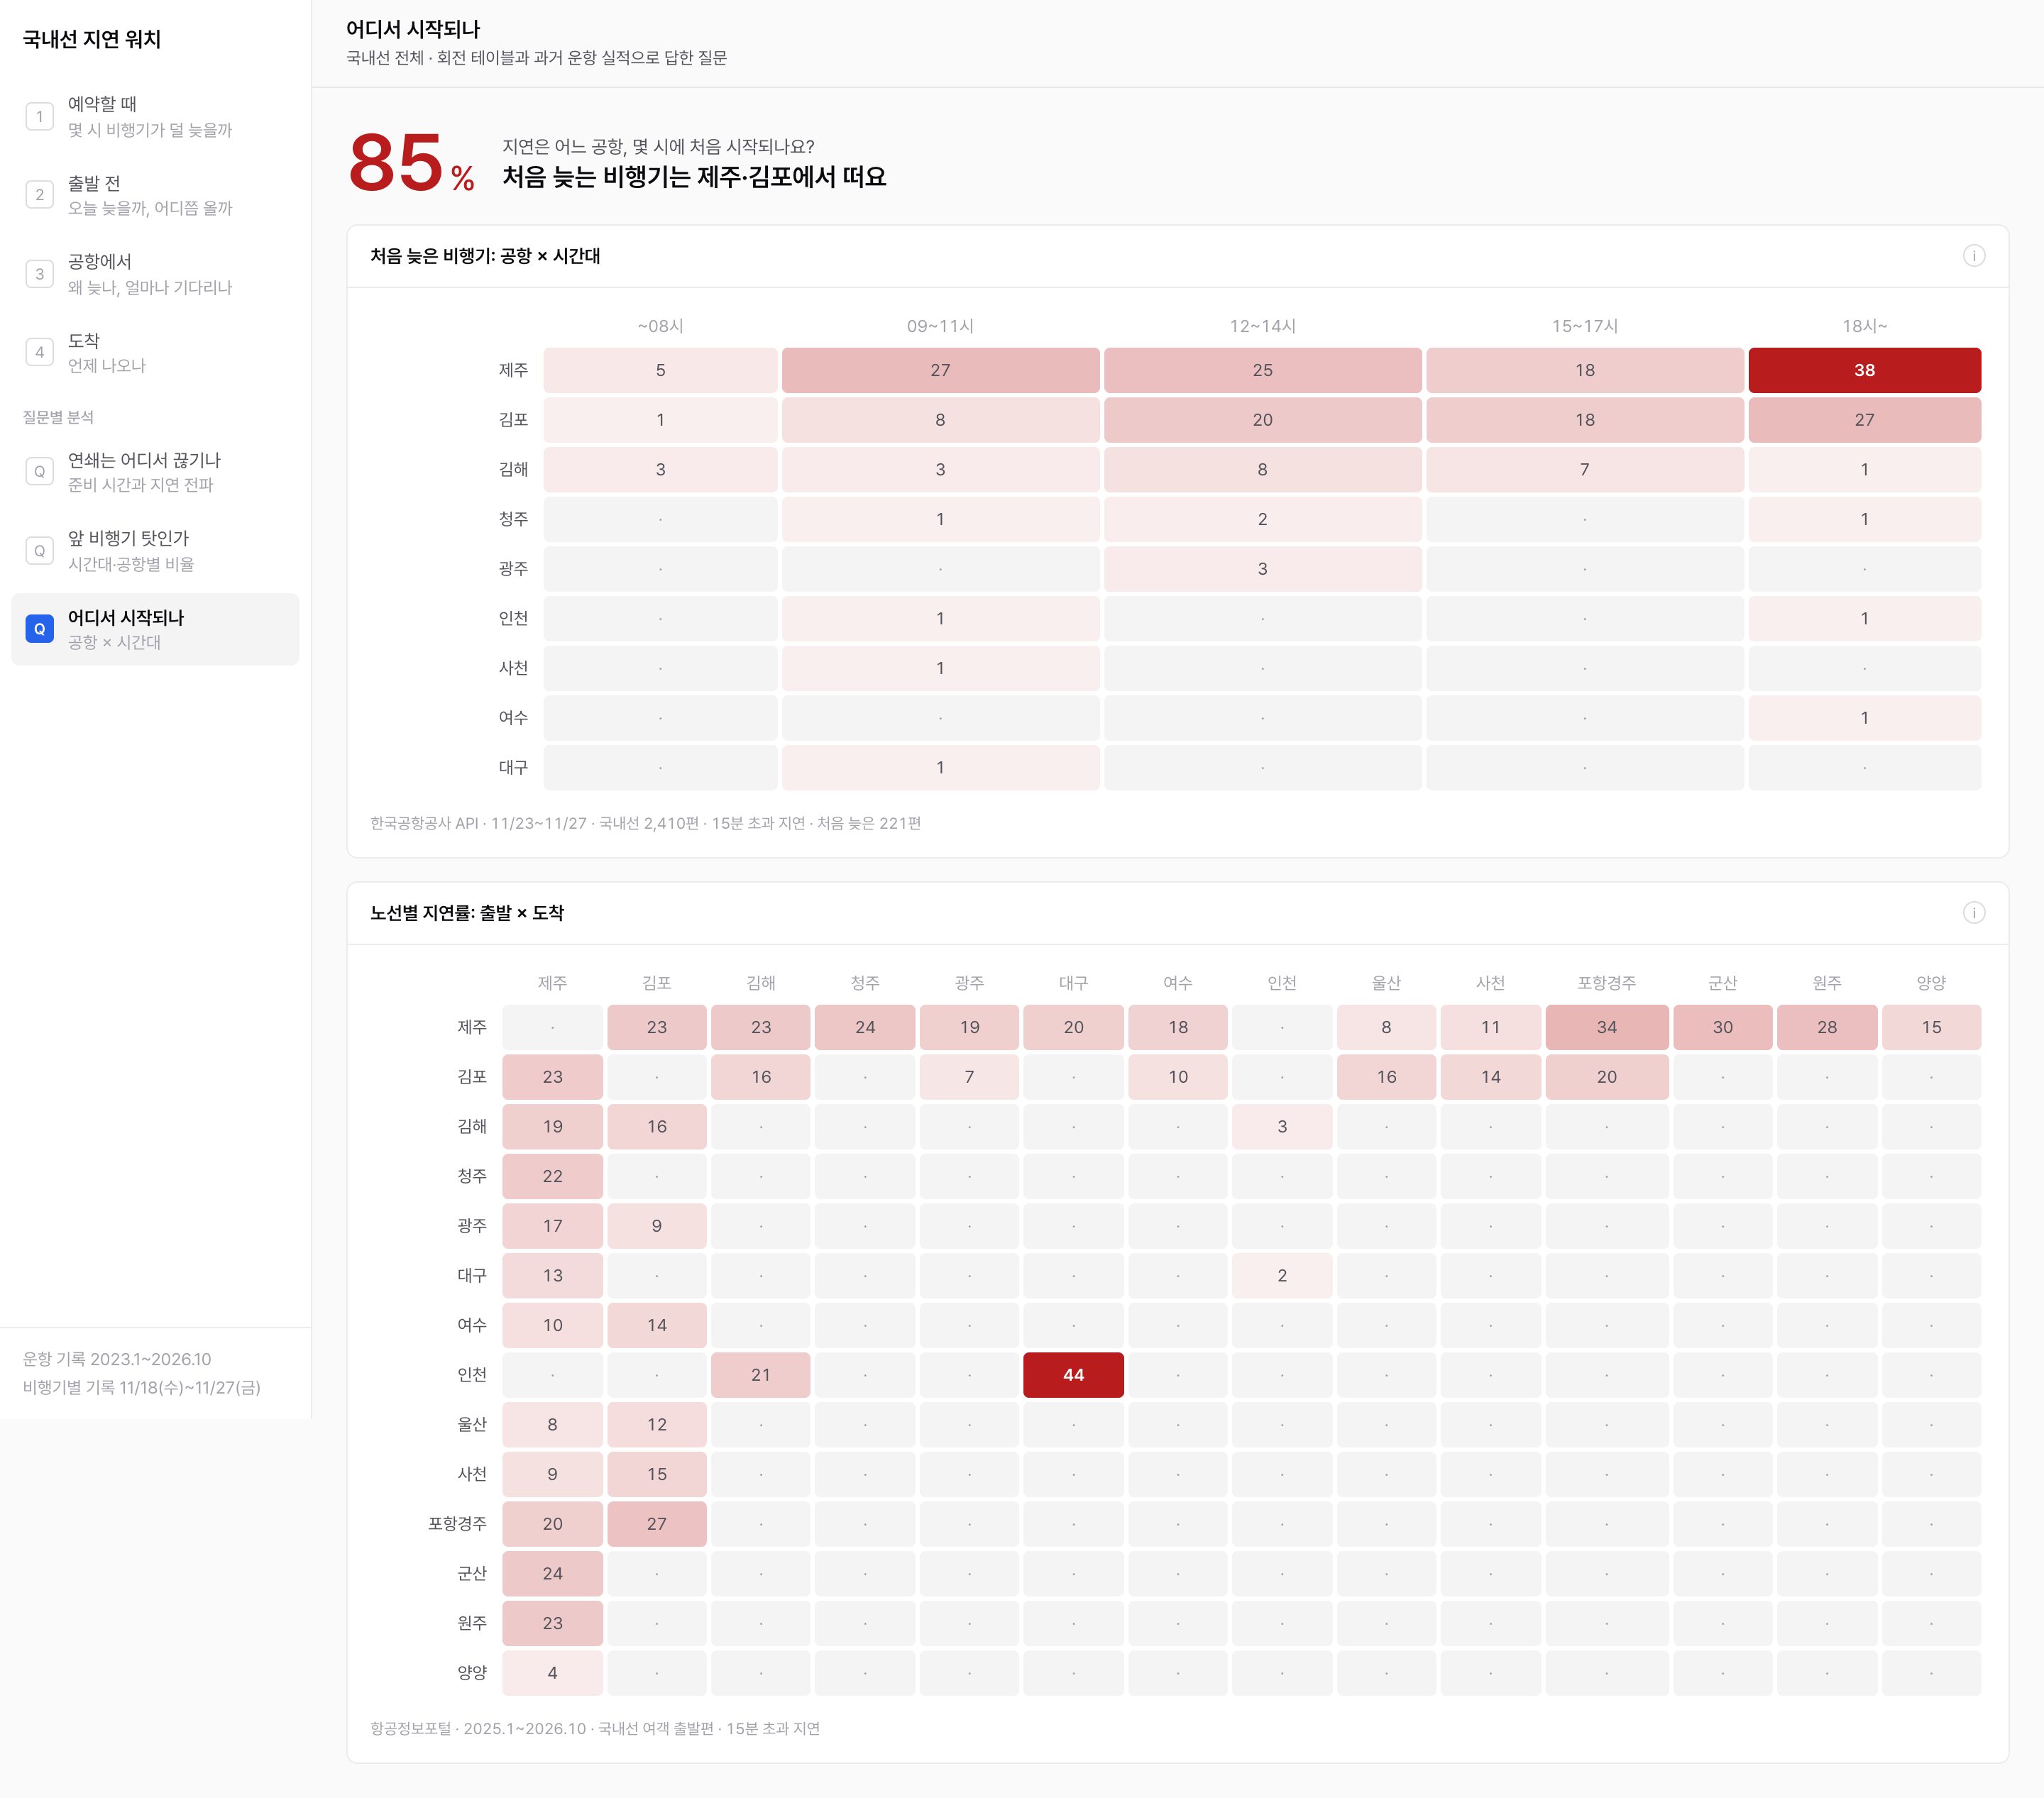 국내선 지연 워치
1
예약할 때
몇 시 비행기가 덜 늦을까
2
출발 전
오늘 늦을까, 어디쯤 올까
3
공항에서
왜 늦나, 얼마나 기다리나
4
도착
언제 나오나
질문별 분석
Q
연쇄는 어디서 끊기나
준비 시간과 지연 전파
Q
앞 비행기 탓인가
시간대·공항별 비율
Q
어디서 시작되나
공항 × 시간대
운항 기록 2023.1~2026.10
비행기별 기록 11/18(수)~11/27(금)
어디서 시작되나
국내선 전체 · 회전 테이블과 과거 운항 실적으로 답한 질문
85%
지연은 어느 공항, 몇 시에 처음 시작되나요?
처음 늦는 비행기는 제주·김포에서 떠요
처음 늦은 비행기: 공항 × 시간대
i
~08시 09~11시 12~14시 15~17시 18시~
제주 5 27 25 18 38
김포 1 8 20 18 27
김해 3 3 8 7 1
청주 · 1 2 · 1
광주 · · 3 · ·
인천 · 1 · · 1
사천 · 1 · · ·
여수 · · · · 1
대구 · 1 · · ·
한국공항공사 API · 11/23~11/27 · 국내선 2,410편 · 15분 초과 지연 · 처음 늦은 221편
노선별 지연률: 출발 × 도착
i
제주 김포 김해 청주 광주 대구 여수 인천 울산 사천 포항경주 군산 원주 양양
제주 · 23 23 24 19 20 18 · 8 11 34 30 28 15
김포 23 · 16 · 7 · 10 · 16 14 20 · · ·
김해 19 16 · · · · · 3 · · · · · ·
청주 22 · · · · · · · · · · · · ·
광주 17 9 · · · · · · · · · · · ·
대구 13 · · · · · · 2 · · · · · ·
여수 10 14 · · · · · · · · · · · ·
인천 · · 21 · · 44 · · · · · · · ·
울산 8 12 · · · · · · · · · · · ·
사천 9 15 · · · · · · · · · · · ·
포항경주 20 27 · · · · · · · · · · · ·
군산 24 · · · · · · · · · · · · ·
원주 23 · · · · · · · · · · · · ·
양양 4 · · · · · · · · · · · · ·
항공정보포털 · 2025.1~2026.10 · 국내선 여객 출발편 · 15분 초과 지연